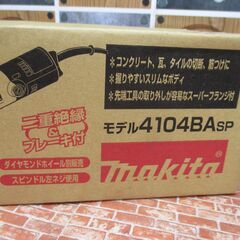 ●コンクリート、瓦、タイルの切断、筋つけに
●握りやすいスリムなボディ
●先端工具の取り外しが容易なスーパーフランジ付
二重絶縁
&ブレーキ付
モデル4104BASP
ダイヤモンドホイール別販売
スピンドル左ネジ使用
makita